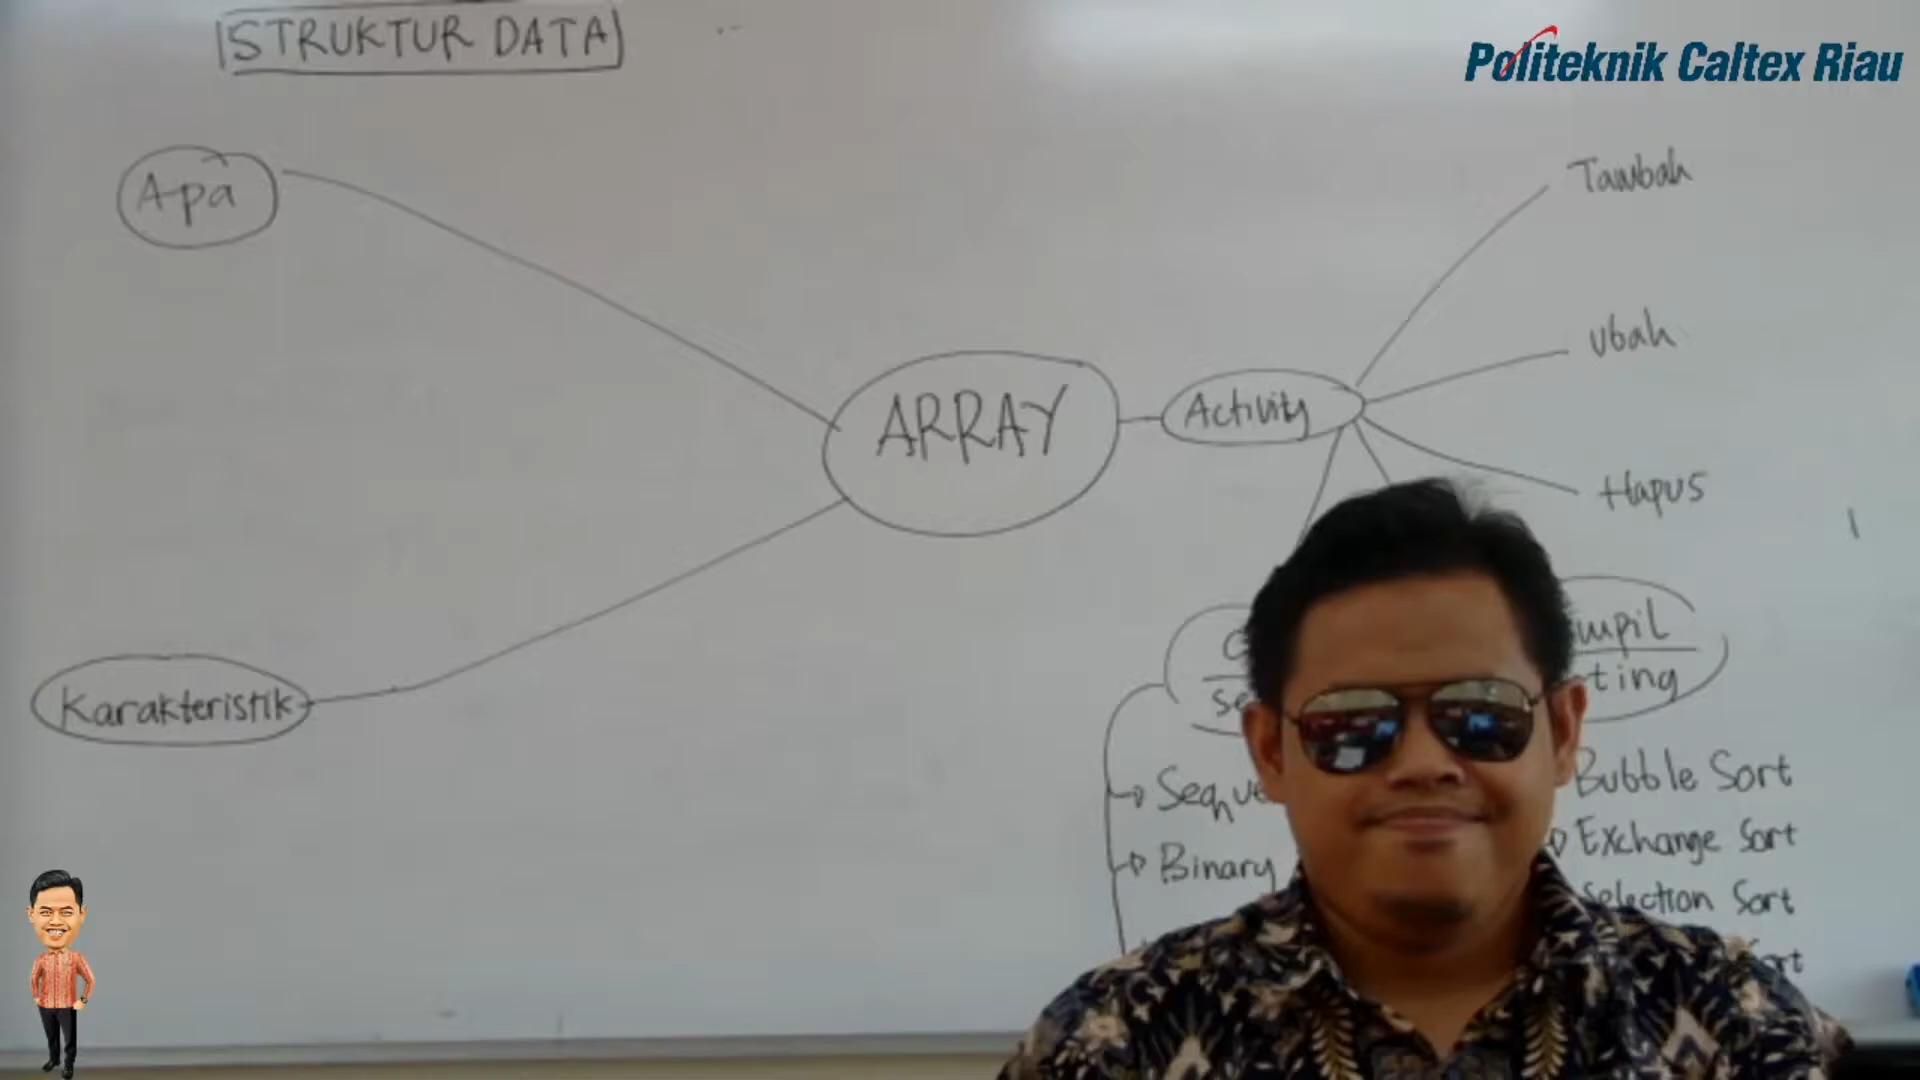 STRUKTUR DATA
Politeknik Caltex Riau
Apa
Tambah
Ubah
ARRAY
Activity
Hapus
Karakteristik
Bubble Sort
Exchange Sort
Binary
Selection Sort